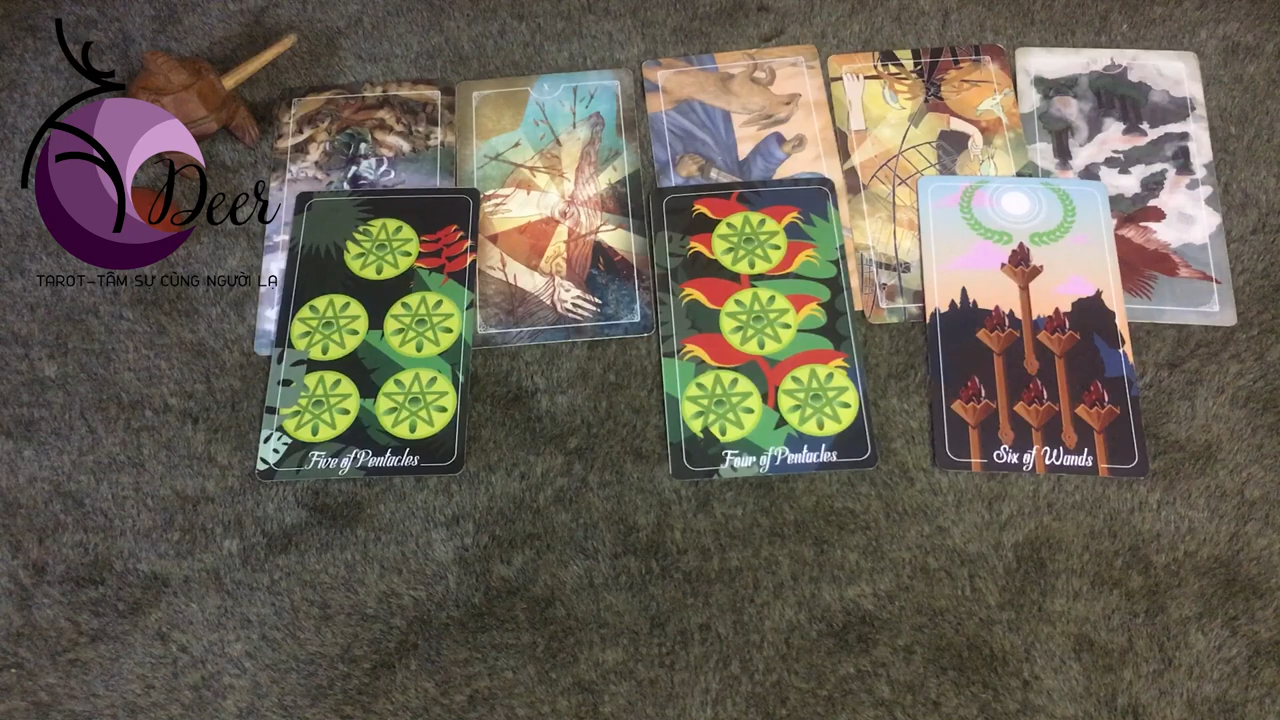 Deer
TAROT-TÂM SỰ CÙNG NGƯỜI LẠ
Five of Pentacles
Four of Pentacles
Six of Wands